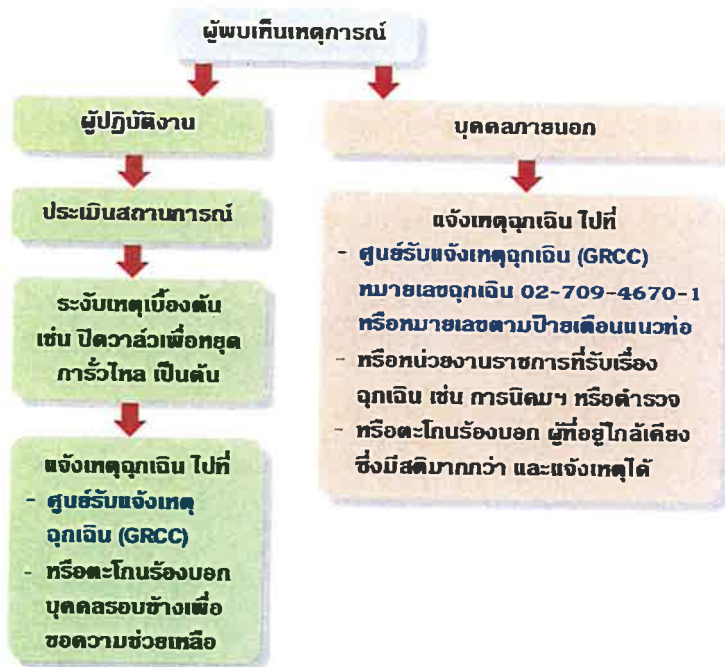 ผู้พบเห็นเหตุการณ์
ผู้ปฏิบัติงาน
ประเมินสถานการณ์
ระงับเหตุเบื้องต้น
เช่น ปิดวาล์วเพื่อหยุด
การั่วไหล เป็นต้น
แจ้งเหตุฉุกเฉิน ไปที่
- ศูนย์รับแจ้งเหตุ
ฉุกเฉิน (GRCC)
- หรือตะโกนร้องบอก
บุคคลรอบข้างเพื่อ
ขอความช่วยเหลือ
บุคคลภายนอก
แจ้งเหตุฉุกเฉิน ไปที่
- ศูนย์รับแจ้งเหตุฉุกเฉิน (GRCC)
หมายเลขฉุกเฉิน 02-709-4670-1
หรือหมายเลขตามป้ายเตือนแนวท่อ
- หรือหน่วยงานราชการที่รับเรื่อง
ฉุกเฉิน เช่น การนิคมฯ หรือตำรวจ
- หรือตะโกนร้องบอก ผู้ที่อยู่ใกล้เคียง
ซึ่งมีสติมากกว่า และแจ้งเหตุได้